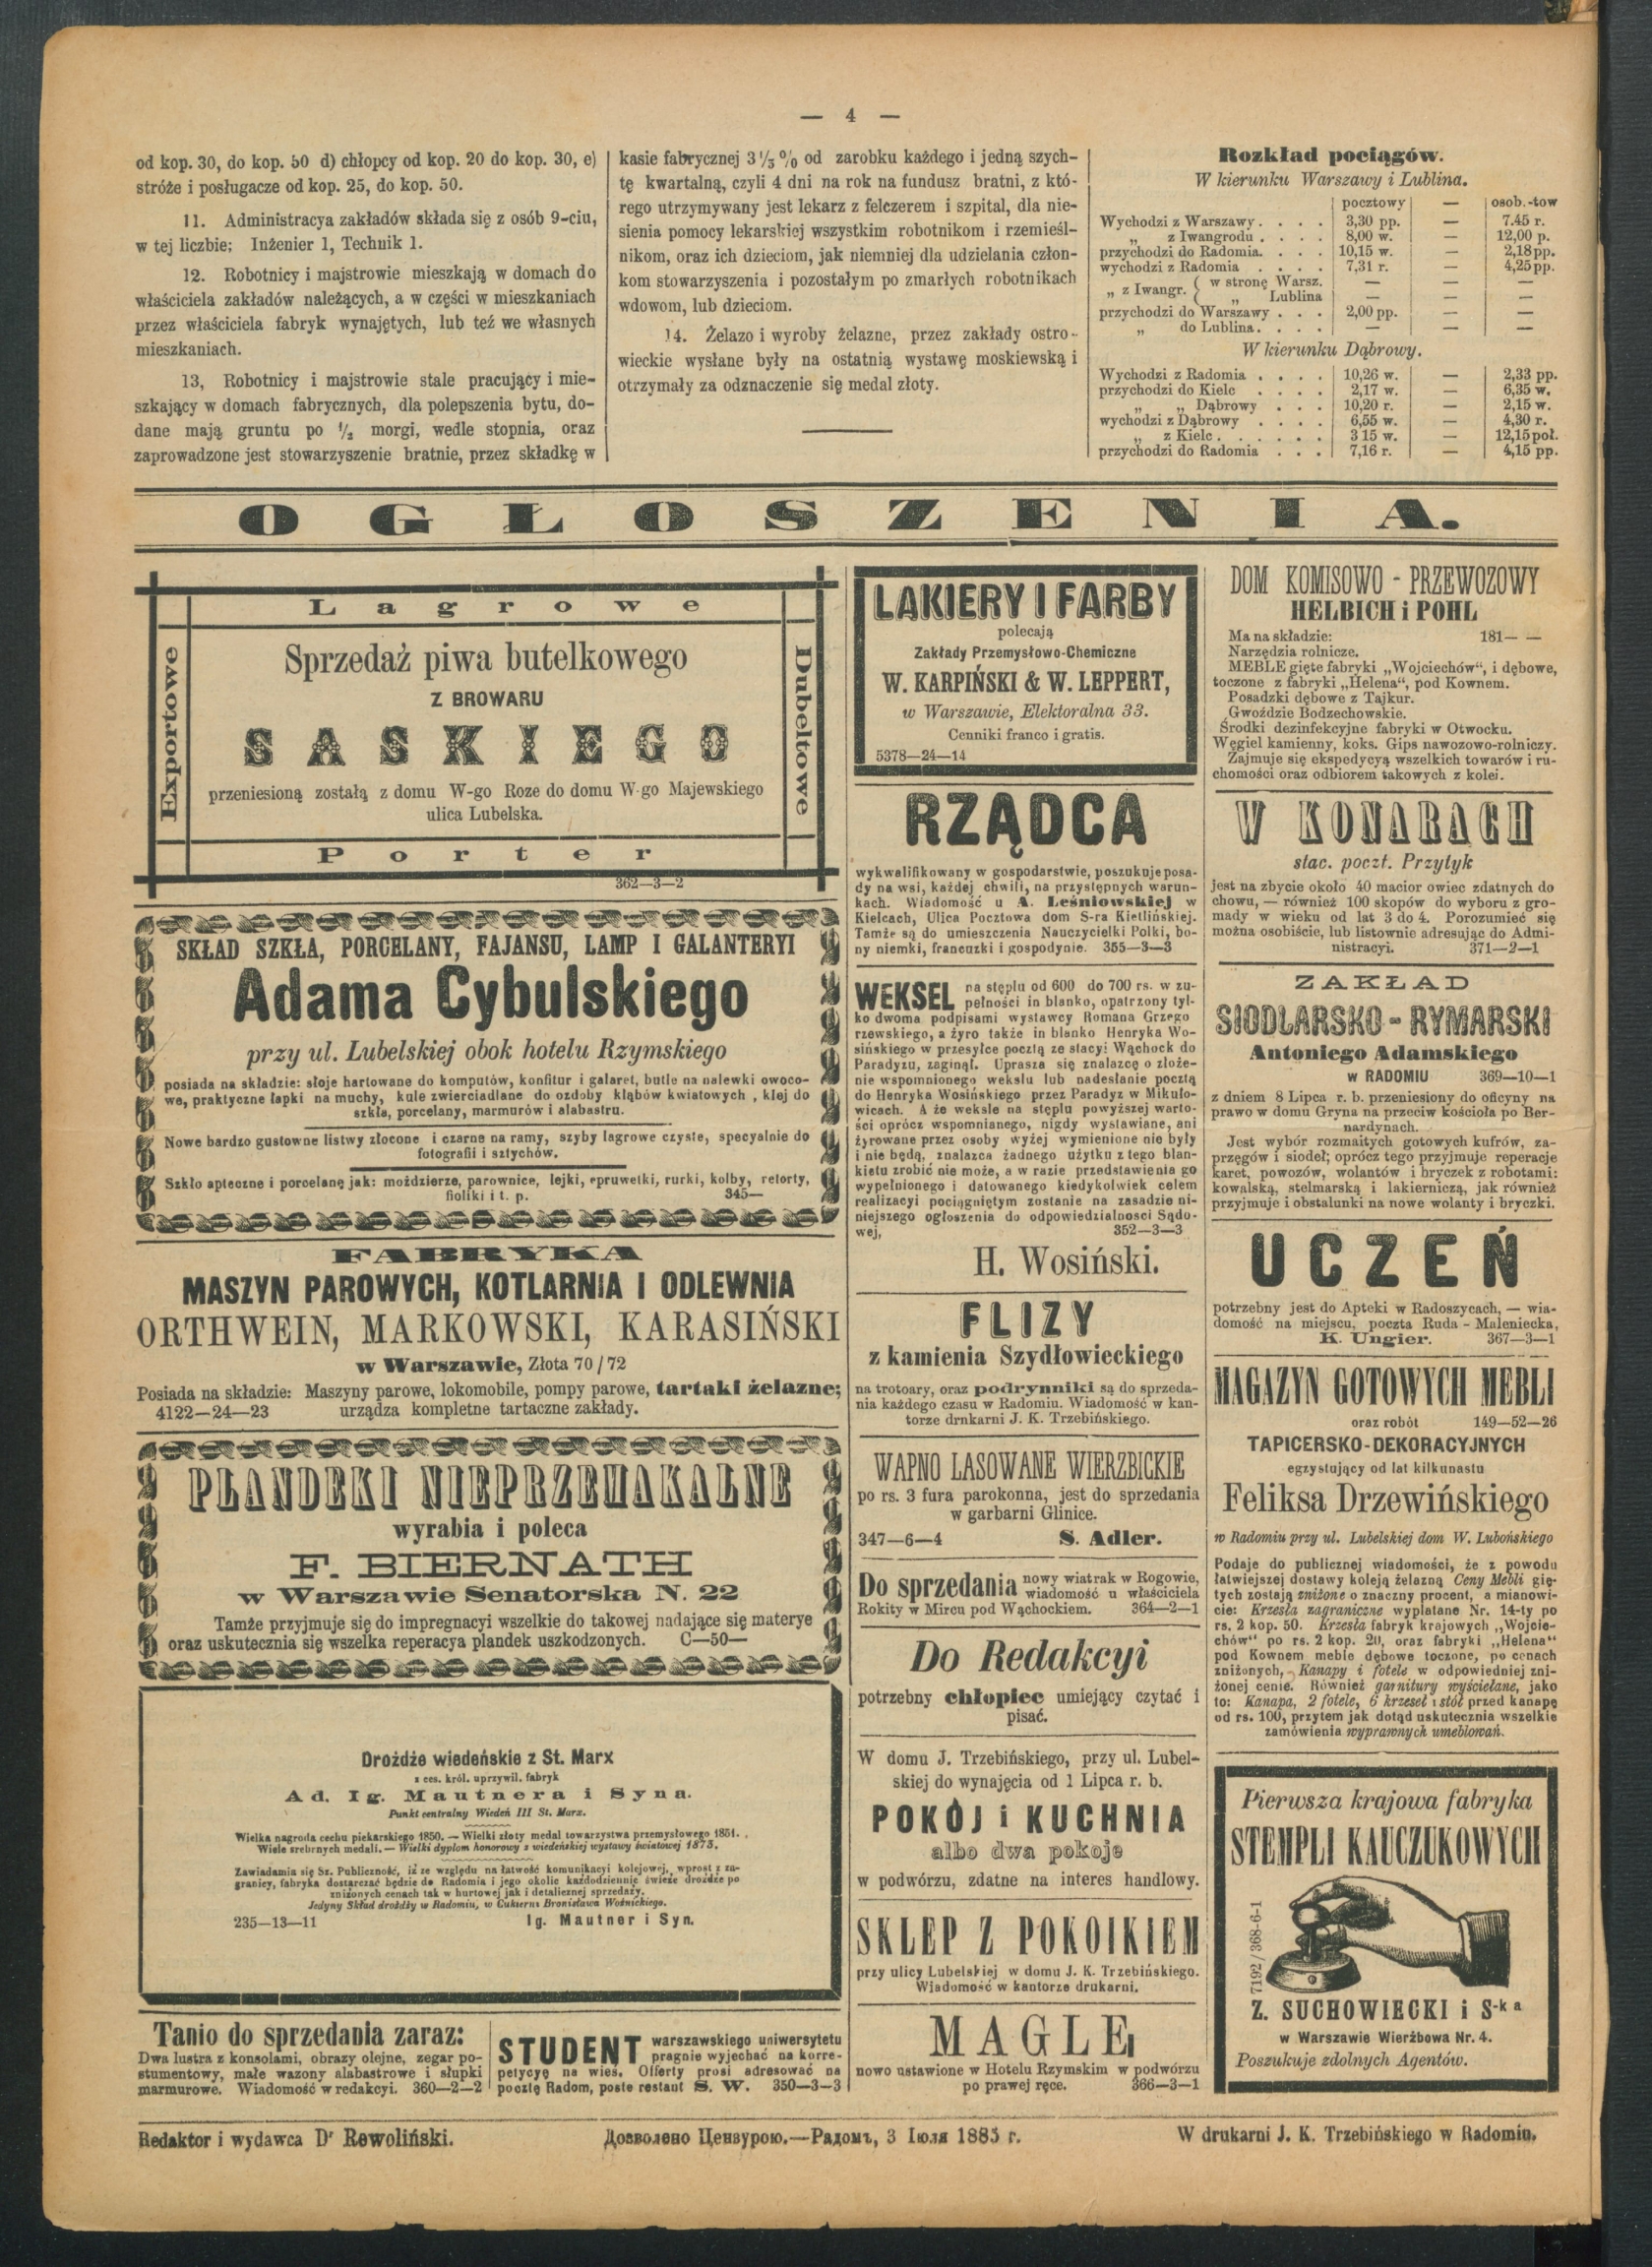 — 4 —
od kop. 30, do kop. 50 d) chłopcy od kop. 20 do kop. 30, e)
stróże i posługacze od kop. 25, do kop. 50.
11. Administracya zakładów składa się z osób 9-ciu,
w tej liczbie; Inżenier 1, Technik 1.
12. Robotnicy i majstrowie mieszkają w domach do
właściciela zakładów należących, a w części w mieszkaniach
przez właściciela fabryk wynajętych, lub też we własnych
mieszkaniach.
13, Robotnicy i majstrowie stale pracujący i mie-
szkający w domach fabrycznych, dla polepszenia bytu, do-
dane mają gruntu po ½ morgi, wedle stopnia, oraz
zaprowadzone jest stowarzyszenie bratnie, przez składkę w
kasie fabrycznej 3⅓% od zarobku każdego i jedną szych-
tę kwartalną, czyli 4 dni na rok na fundusz bratni, z któ-
rego utrzymywany jest lekarz z felczerem i szpital, dla nie-
sienia pomocy lekarskiej wszystkim robotnikom i rzemieśl-
nikom, oraz ich dzieciom, jak niemniej dla udzielania człon-
kom stowarzyszenia i pozostałym po zmarłych robotnikach
wdowom, lub dzieciom.
14. Żelazo i wyroby żelazne, przez zakłady ostro-
wieckie wysłane były na ostatnią wystawę moskiewską i
otrzymały za odznaczenie się medal złoty.
Rozkład pociągów.
W kierunku Warszawy i Lublina.
pocztowy — osob.-tow
Wychodzi z Warszawy. . . . 3,30 pp. — 7.45 r.
„ z Iwangrodu . . . . 8,00 w. — 12,00 p.
przychodzi do Radomia. . . . 10,15 w. — 2,18 pp.
wychodzi z Radomia . . . . 7,31 r. — 4,25 pp.
„ z Iwangr. { w stronę Warsz. — — —
„ Lublina — — —
przychodzi do Warszawy . . . 2,00 pp. — —
„ do Lublina. . . . — — —
W kierunku Dąbrowy.
Wychodzi z Radomia . . . . 10,26 w. — 2,33 pp.
przychodzi do Kielc . . . . 2,17 w. — 6,35 w.
„ „ Dąbrowy . . . 10,20 r. — 2,15 w.
wychodzi z Dąbrowy . . . . 6,55 w. — 4,30 r.
„ z Kielc . . . . . . 3 15 w. — 12,15 poł.
przychodzi do Radomia . . . 7,16 r. — 4,15 pp.
OGŁOSZENIA.
Lagrowe
Exportowe
Sprzedaż piwa butelkowego
Z BROWARU
SASKIEGO
przeniesioną została z domu W-go Roze do domu W-go Majewskiego
ulica Lubelska.
Dubeltowe
Porter
362—3—2
SKŁAD SZKŁA, PORCELANY, FAJANSU, LAMP I GALANTERYI
Adama Cybulskiego
przy ul. Lubelskiej obok hotelu Rzymskiego
posiada na składzie: słoje hartowane do komputów, konfitur i galaret, butle na nalewki owoco-
we, praktyczne łapki na muchy, kule zwierciadlane do ozdoby kląbów kwiatowych , klej do
szkła, porcelany, marmurów i alabastru.
Nowe bardzo gustowne listwy złocone i czarne na ramy, szyby lagrowe czyste, specyalnie do
fotografii i sztychów.
Szkło apteczne i porcelanę jak: moździerze, parownice, lejki, epruwetki, rurki, kolby, retorty,
fiolki i t. p. 345—
FABRYKA
MASZYN PAROWYCH, KOTLARNIA I ODLEWNIA
ORTHWEIN, MARKOWSKI, KARASIŃSKI
w Warszawie, Złota 70/72
Posiada na składzie: Maszyny parowe, lokomobile, pompy parowe, tartaki żelazne;
4122—24—23 urządza kompletne tartaczne zakłady.
PLANDEKI NIEPRZEMAKALNE
wyrabia i poleca
F. BIERNATH
w Warszawie Senatorska N. 22
Tamże przyjmuje się do impregnacyi wszelkie do takowej nadające się materye
oraz uskutecznia się wszelka reperacya plandek uszkodzonych. C—50—
Drożdże wiedeńskie z St. Marx
z ces. król. uprzywil. fabryk
Ad. Ig. Mautnera i Syna.
Punkt centralny Wiedeń III St. Marx.
Wielka nagroda cechu piekarskiego 1850. — Wielki złoty medal towarzystwa przemysłowego 1851.
Wiele srebrnych medali. — Wielki dyplom honorowy z wiedeńskiej wystawy światowej 1873.
Zawiadamia się Sz. Publiczność, iż ze względu na łatwość komunikacyi kolejowej, wprost z za-
granicy, fabryka dostarczać będzie do Radomia i jego okolic każdodziennie świeże drożdże po
zniżonych cenach tak w hurtowej jak i detalicznej sprzedaży.
Jedyny Skład drożdży w Radomiu, w Cukierni Bronisława Woźnickiego.
235—13—11 Ig. Mautner i Syn.
Tanio do sprzedania zaraz:
Dwa lustra z konsolami, obrazy olejne, zegar po-
stumentowy, małe wazony alabastrowe i słupki
marmurowe. Wiadomość w redakcyi. 360—2—2
STUDENT warszawskiego uniwersytetu
pragnie wyjechać na korre-
petycyę na wieś. Offerty prosi adresować na
pocztę Radom, poste restant S. W. 350—3—3
LAKIERY I FARBY
polecają
Zakłady Przemysłowo-Chemiczne
W. KARPIŃSKI & W. LEPPERT,
w Warszawie, Elektoralna 33.
Cenniki franco i gratis.
5378—24—14
RZĄDCA
wykwalifikowany w gospodarstwie, poszukuje posa-
dy na wsi, każdej chwili, na przystępnych warun-
kach. Wiadomość u A. Leśniowskiej w
Kielcach, Ulica Pocztowa dom S-ra Kietlińskiej.
Tamże są do umieszczenia Nauczycielki Polki, bo-
ny niemki, francuzki i gospodynie. 355—3—3
WEKSEL na stęplu od 600 do 700 rs. w zu-
pełności in blanko, opatrzony tyl-
ko dwoma podpisami wystawcy Romana Grzego
rzewskiego, a żyro także in blanko Henryka Wo-
sińskiego w przesyłce pocztą ze stacyi Wąchock do
Paradyzu, zaginął. Uprasza się znalazcę o złoże-
nie wspomnionego wekslu lub nadesłanie pocztą
do Henryka Wosińskiego przez Paradyz w Mikuło-
wicach. A że weksle na stęplu powyższej warto-
ści oprócz wspomnianego, nigdy wystawiane, ani
żyrowane przez osoby wyżej wymienione nie były
i nie będą, znalazca żadnego użytku z tego blan-
kietu zrobić nie może, a w razie przedstawienia go
wypełnionego i datowanego kiedykolwiek celem
realizacyi pociągniętym zostanie na zasadzie ni-
niejszego ogłoszenia do odpowiedzialności Sądo-
wej, 352—3—3
H. Wosiński.
FLIZY
z kamienia Szydłowieckiego
na trotoary, oraz podrynniki są do sprzeda-
nia każdego czasu w Radomiu. Wiadomość w kan-
torze drnkarni J. K. Trzebińskiego.
WAPNO LASOWANE WIERZBICKIE
po rs. 3 fura parokonna, jest do sprzedania
w garbarni Glinice.
347—6—4 S. Adler.
Do sprzedania nowy wiatrak w Rogowie,
wiadomość u właściciela
Rokity w Mircu pod Wąchockiem. 364—2—1
Do Redakcyi
potrzebny chłopiec umiejący czytać i
pisać.
W domu J. Trzebińskiego, przy ul. Lubel-
skiej do wynajęcia od 1 Lipca r. b.
POKÓJ i KUCHNIA
albo dwa pokoje
w podwórzu, zdatne na interes handlowy.
SKLEP Z POKOIKIEM
przy ulicy Lubelskiej w domu J. K. Trzebińskiego.
Wiadomość w kantorze drukarni.
MAGLE
nowo ustawione w Hotelu Rzymskim w podwórzu
po prawej ręce. 366—3—1
DOM KOMISOWO - PRZEWOZOWY
HELBICH i POHL
Ma na składzie: 181— —
Narzędzia rolnicze.
MEBLE gięte fabryki „Wojciechów“, i dębowe,
toczone z fabryki „Helena“, pod Kownem.
Posadzki dębowe z Tajkur.
Gwoździe Bodzechowskie.
Środki dezinfekcyjne fabryki w Otwocku.
Węgiel kamienny, koks. Gips nawozowo-rolniczy.
Zajmuje się ekspedycyą wszelkich towarów i ru-
chomości oraz odbiorem takowych z kolei.
W KONARACH
stac. poczt. Przytyk
jest na zbycie około 40 macior owiec zdatnych do
chowu, — również 100 skopów do wyboru z gro-
mady w wieku od lat 3 do 4. Porozumieć się
można osobiście, lub listownie adresując do Admi-
nistracyi. 371—2—1
ZAKŁAD
SIODLARSKO - RYMARSKI
Antoniego Adamskiego
w RADOMIU 369—10—1
z dniem 8 Lipca r. b. przeniesiony do oficyny na
prawo w domu Gryna na przeciw kościoła po Ber-
nardynach.
Jest wybór rozmaitych gotowych kufrów, za-
przęgów i siodeł; oprócz tego przyjmuje reperacje
karet, powozów, wolantów i bryczek z robotami:
kowalską, stelmarską i lakierniczą, jak również
przyjmuje i obstalunki na nowe wolanty i bryczki.
UCZEŃ
potrzebny jest do Apteki w Radoszycach, — wia-
domość na miejscu, poczta Ruda - Maleniecka,
K. Ungier. 367—3—1
MAGAZYN GOTOWYCH MEBLI
oraz robót 149—52—26
TAPICERSKO-DEKORACYJNYCH
egzystujący od lat kilkunastu
Feliksa Drzewińskiego
w Radomiu przy ul. Lubelskiej dom W. Lubońskiego
Podaje do publicznej wiadomości, że z powodu
łatwiejszej dostawy koleją żelazną Ceny Mebli gię-
tych zostają zniżone o znaczny procent, a mianowi-
cie: Krzesła zagraniczne wyplatane Nr. 14-ty po
rs. 2 kop. 50. Krzesła fabryk krajowych „Wojcie-
chów“ po rs. 2 kop. 20, oraz fabryki „Helena“
pod Kownem meble dębowe toczone, po cenach
zniżonych, Kanapy i fotele w odpowiedniej zni-
żonej cenie. Również garnitury wyściełane, jako
to: Kanapa, 2 fotele, 6 krzeseł i stół przed kanapę
od rs. 100, przytem jak dotąd uskutecznia wszelkie
zamówienia wyprawnych umeblowań.
Pierwsza krajowa fabryka
STEMPLI KAUCZUKOWYCH
7192/368-6-1
Z. SUCHOWIECKI i S-ka
w Warszawie Wierzbowa Nr. 4.
Poszukuje zdolnych Agentów.
Redaktor i wydawca Dr Rewoliński.
Дозволено Цензурою.—Радомъ, 3 Іюля 1885 г.
W drukarni J. K. Trzebińskiego w Radomiu.